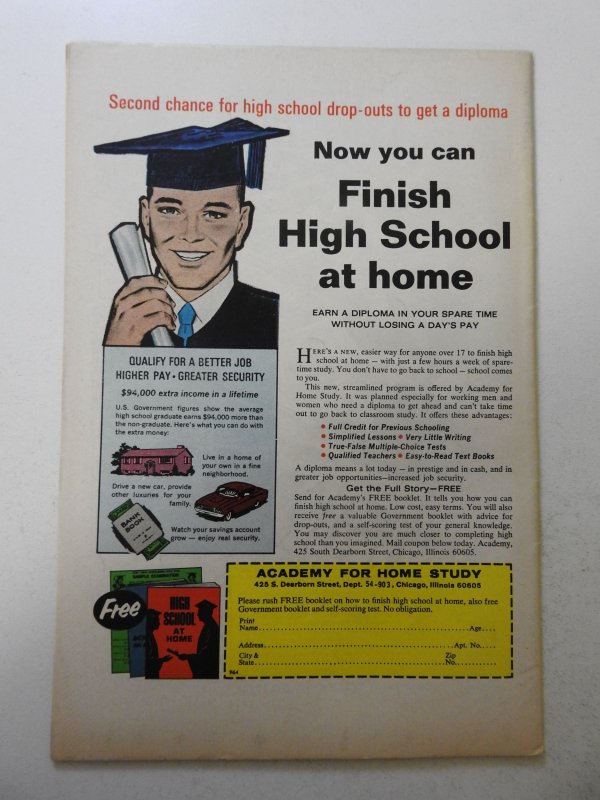 Second chance for high school drop-outs to get a diploma
Now you can
Finish
High School
at home
EARN A DIPLOMA IN YOUR SPARE TIME
WITHOUT LOSING A DAY'S PAY
HERE'S A NEW, easier way for anyone over 17 to finish high
school at home — with just a few hours a week of spare-
time study. You don't have to go back to school — school comes
to you.
This new, streamlined program is offered by Academy for
Home Study. It was planned especially for working men and
women who need a diploma to get ahead and can't take time
out to go back to classroom study. It offers these advantages:
• Full Credit for Previous Schooling
• Simplified Lessons • Very Little Writing
• True-False Multiple-Choice Tests
• Qualified Teachers • Easy-to-Read Text Books
A diploma means a lot today — in prestige and in cash, and in
greater job opportunities—increased job security.
Get the Full Story—FREE
Send for Academy's FREE booklet. It tells you how you can
finish high school at home. Low cost, easy terms. You will also
receive free a valuable Government booklet with advice for
drop-outs, and a self-scoring test of your general knowledge.
You may discover you are much closer to completing high
school than you imagined. Mail coupon below today. Academy,
425 South Dearborn Street, Chicago, Illinois 60605.
QUALIFY FOR A BETTER JOB
HIGHER PAY • GREATER SECURITY
$94,000 extra income in a lifetime
U.S. Government figures show the average
high school graduate earns $94,000 more than
the non-graduate. Here's what you can do with
the extra money:
Live in a home of
your own in a fine
neighborhood.
Drive a new car, provide
other luxuries for your
family.
BANK
BOOK
Watch your savings account
grow — enjoy real security.
SAMPLE EXAMINATION
Free
HIGH
SCHOOL
AT
HOME
ACADEMY FOR HOME STUDY
425 S. Dearborn Street, Dept. 54-903, Chicago, Illinois 60605
Please rush FREE booklet on how to finish high school at home, also free
Government booklet and self-scoring test. No obligation.
Print
Name Age
Address Apt. No.
City & Zip
State No.
964